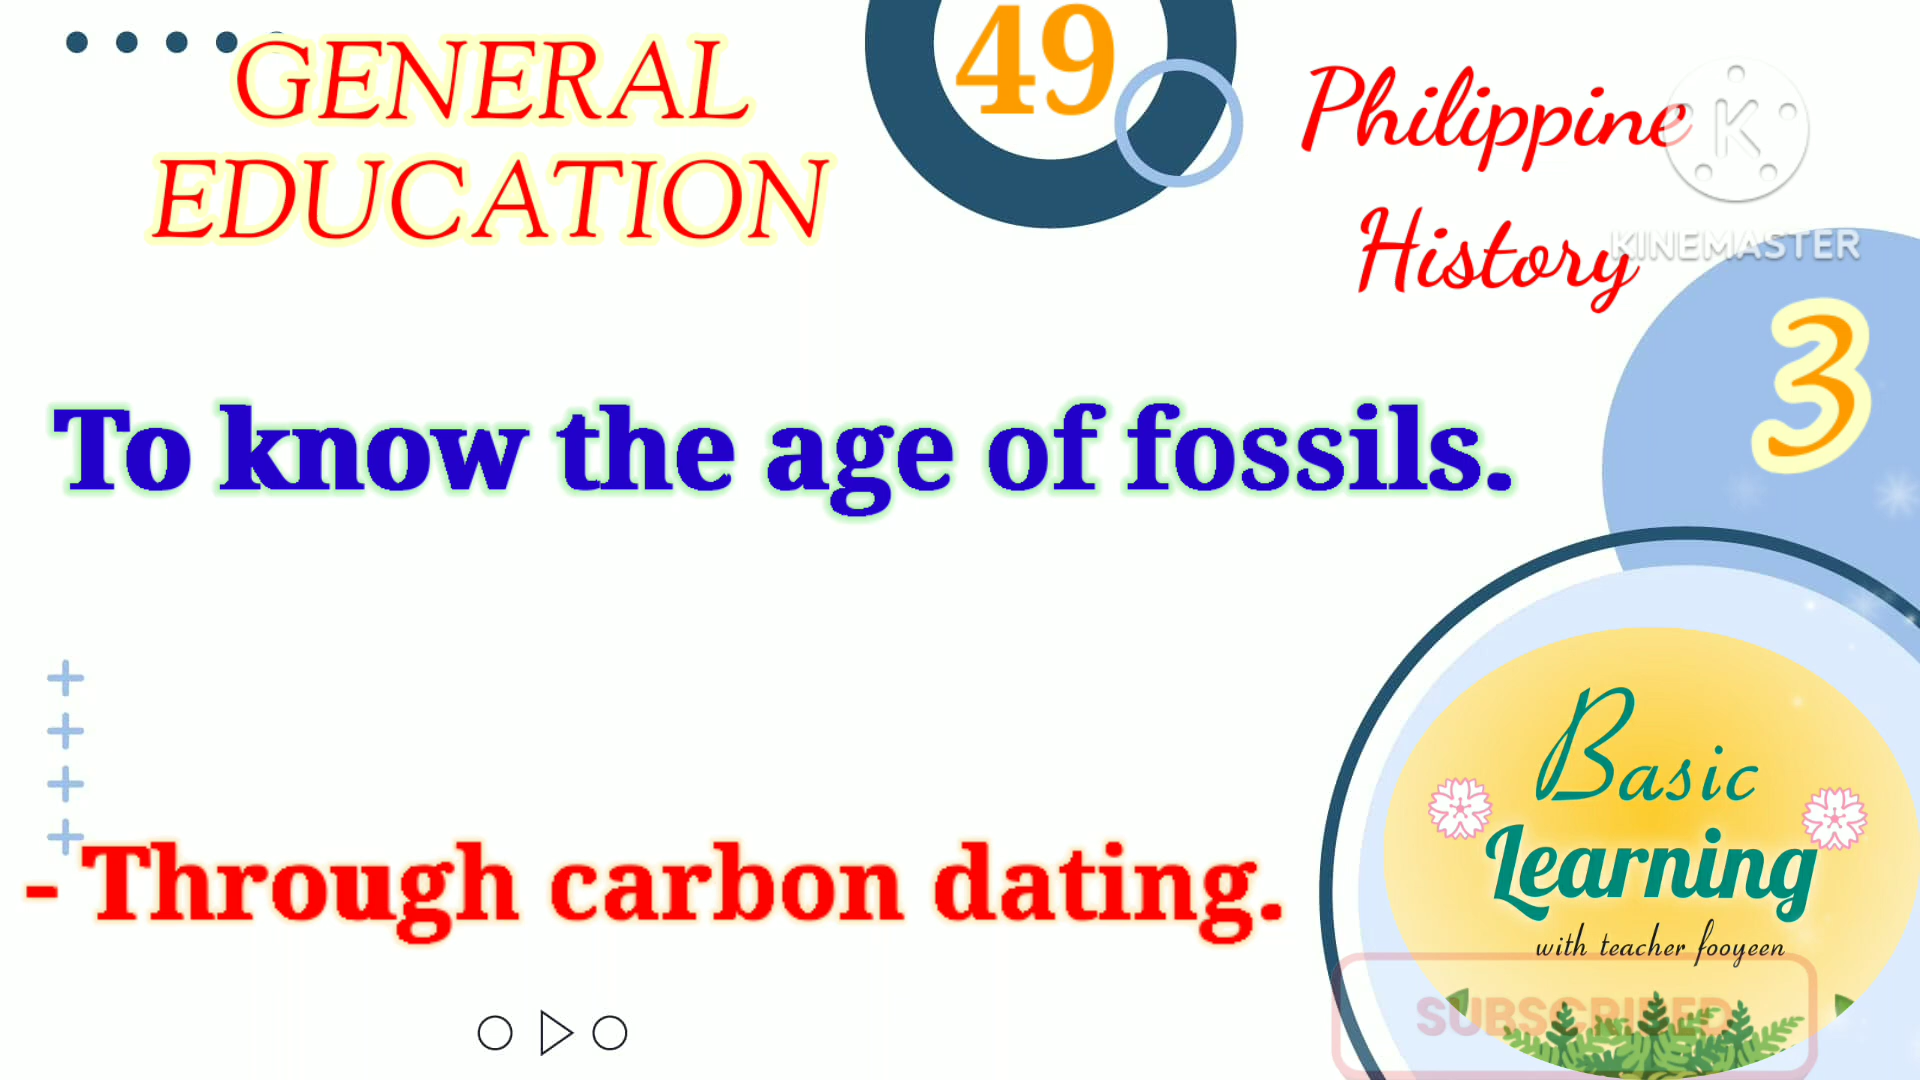 GENERAL
EDUCATION
49
Philippine
History
KINEMASTER
3
To know the age of fossils.
- Through carbon dating.
Basic
Learning
with teacher fooyeen
SUBSCRIBED